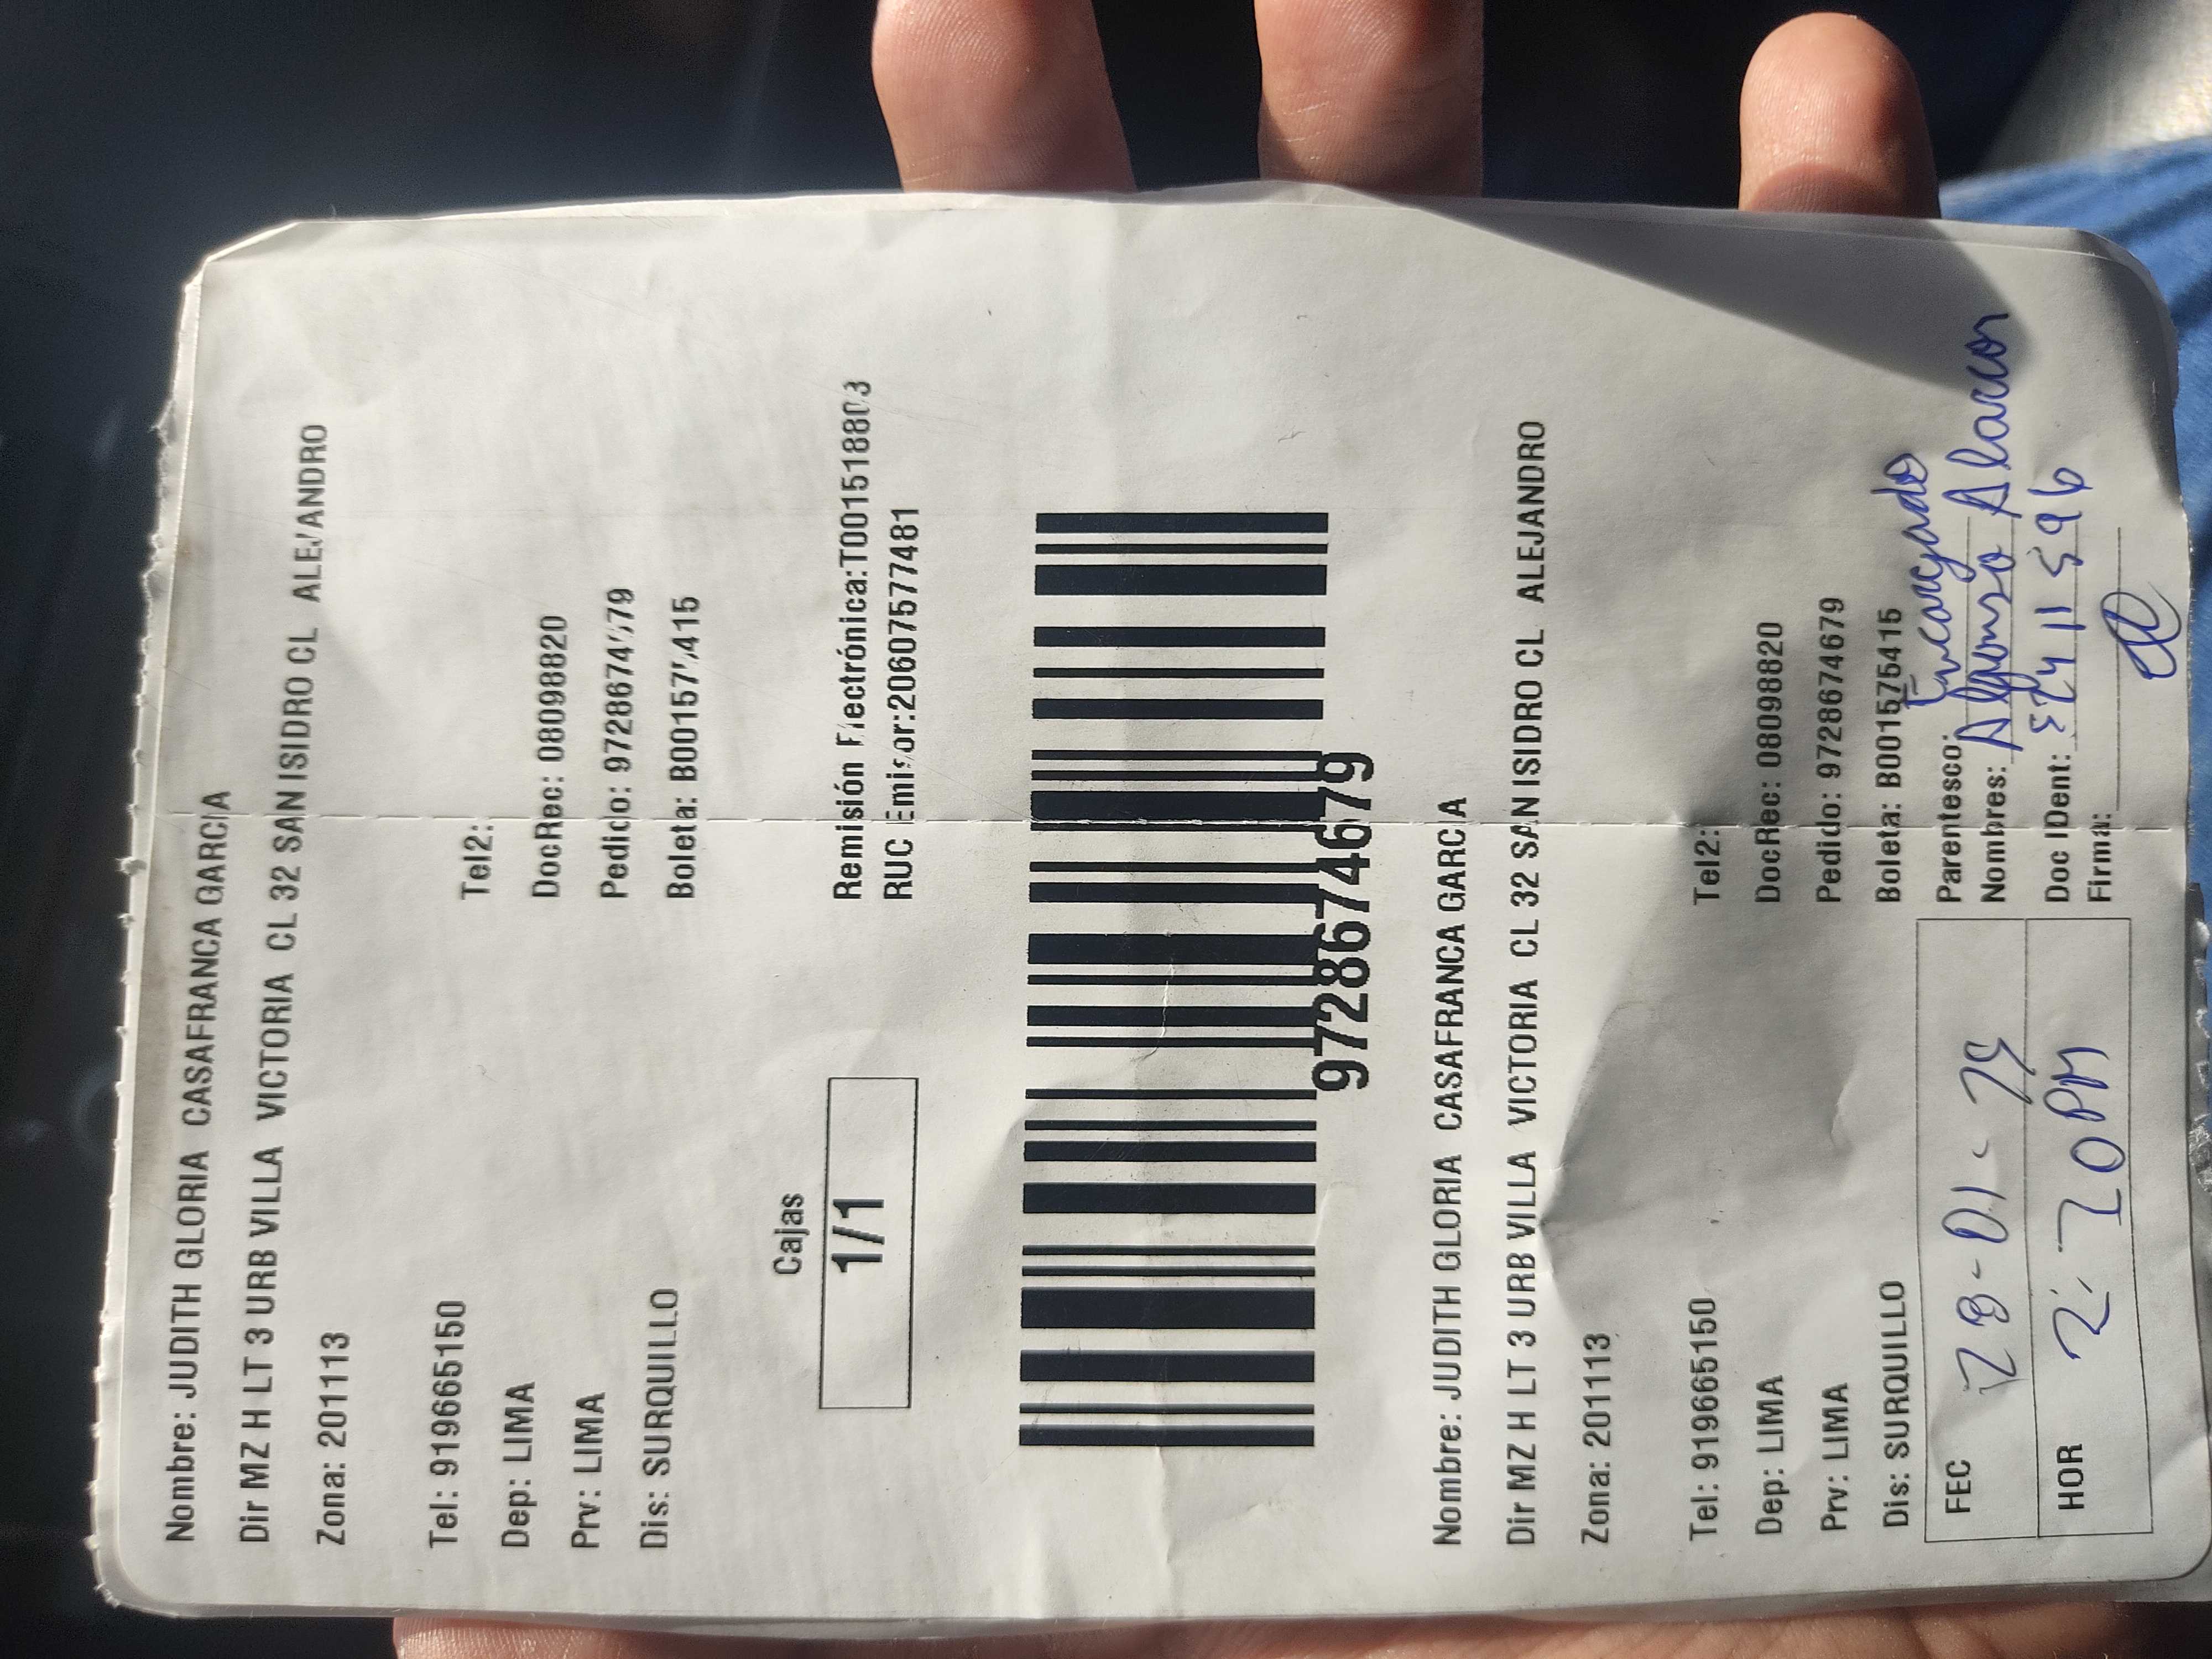 Nombre: JUDITH GLORIA CASAFRANCA GARCIA
Dir MZ H LT 3 URB VILLA VICTORIA CL 32 SAN ISIDRO CL ALEJANDRO
Zona: 201113
Tel: 919665150 Tel2:
Dep: LIMA DocRec: 08098820
Prv: LIMA Pedido: 9728674679
Dis: SURQUILLO Boleta: B001575415
Cajas
1/1
Remisión Electrónica:T001518803
RUC Emisor:20607577481
9728674679
Nombre: JUDITH GLORIA CASAFRANCA GARCIA
Dir MZ H LT 3 URB VILLA VICTORIA CL 32 SAN ISIDRO CL ALEJANDRO
Zona: 201113
Tel: 919665150 Tel2:
Dep: LIMA DocRec: 08098820
Prv: LIMA Pedido: 9728674679
Dis: SURQUILLO Boleta: B001575415
FEC 28-01- Parentesco: Encargado
Nombres: Alfonso Alarcon
HOR 2:20PM Doc IDent:
Firma: